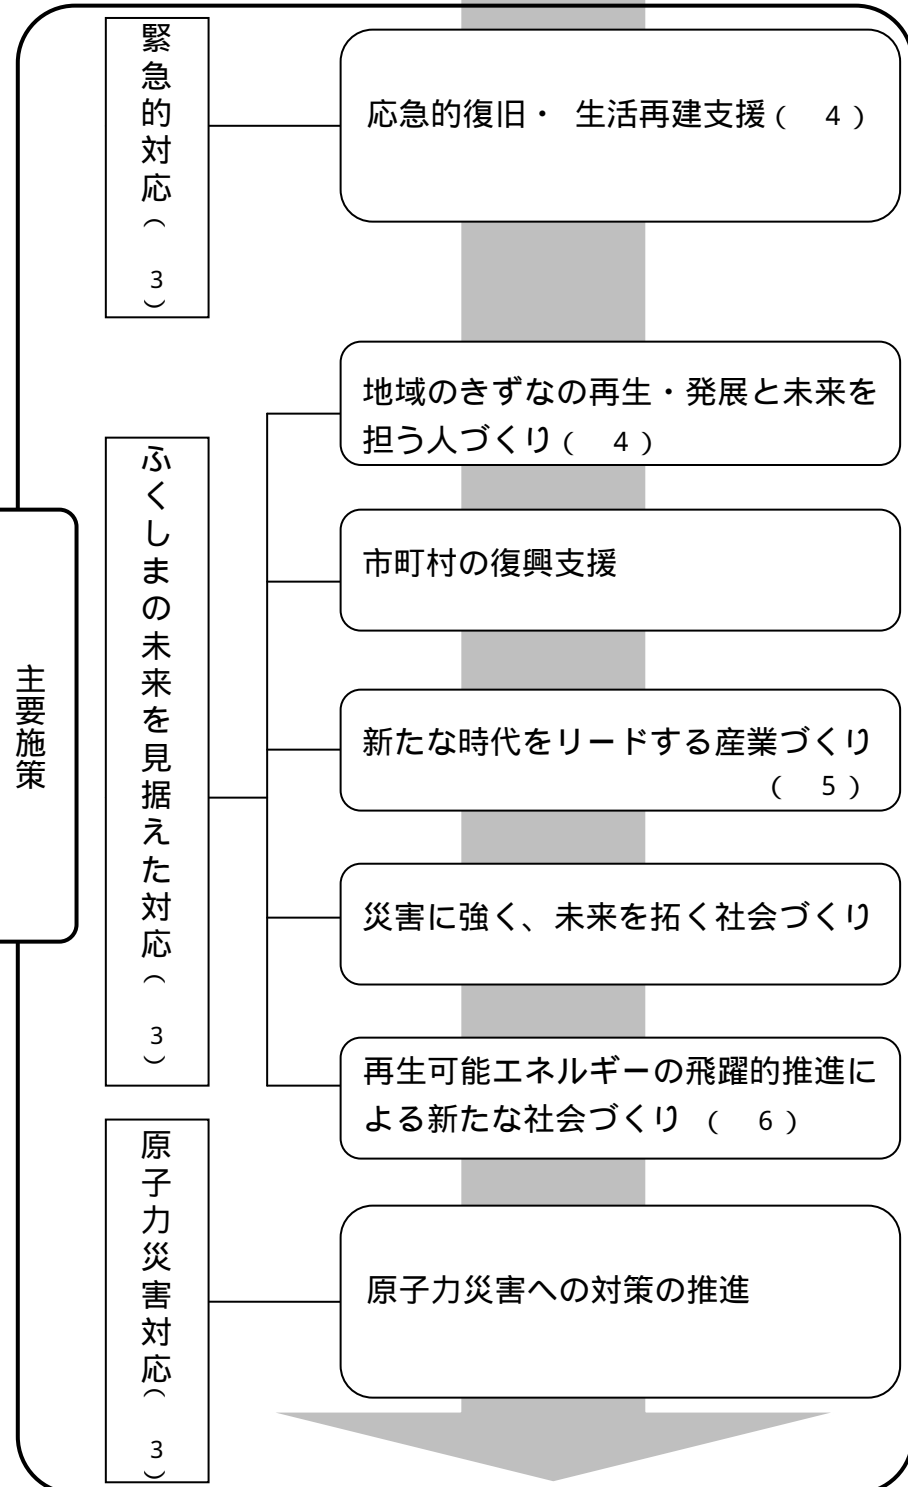 主要施策
緊急的対応( 3)
応急的復旧・ 生活再建支援( 4)
ふくしまの未来を見据えた対応( 3)
地域のきずなの再生・発展と未来を
担う人づくり( 4)
市町村の復興支援
新たな時代をリードする産業づくり
( 5)
災害に強く、未来を拓く社会づくり
再生可能エネルギーの飛躍的推進に
よる新たな社会づくり ( 6)
原子力災害対応( 3)
原子力災害への対策の推進